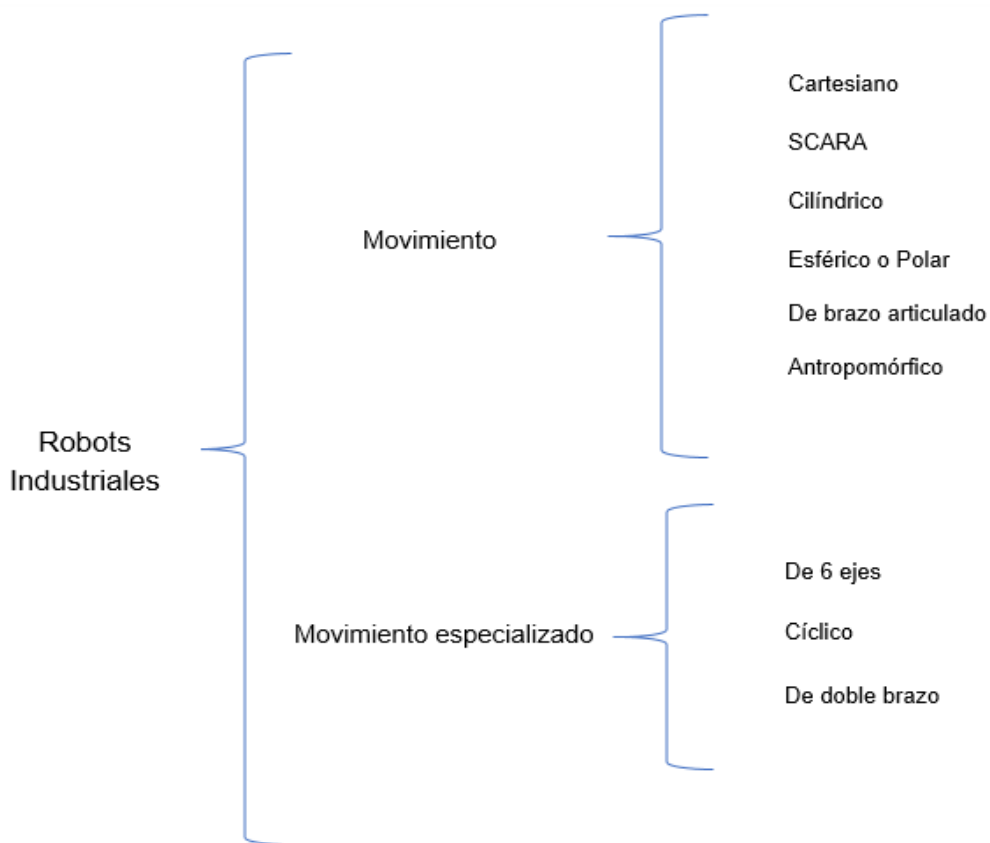 Robots
Industriales
Movimiento
Cartesiano
SCARA
Cilíndrico
Esférico o Polar
De brazo articulado
Antropomórfico
Movimiento especializado
De 6 ejes
Cíclico
De doble brazo